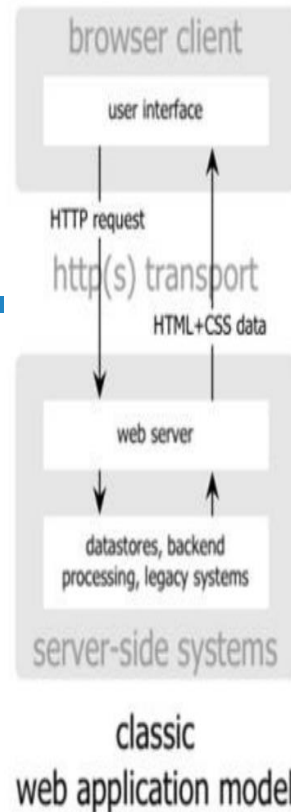 browser client
user interface
HTTP request
http(s) transport
HTML+CSS data
web server
datastores, backend
processing, legacy systems
server-side systems
classic
web application model